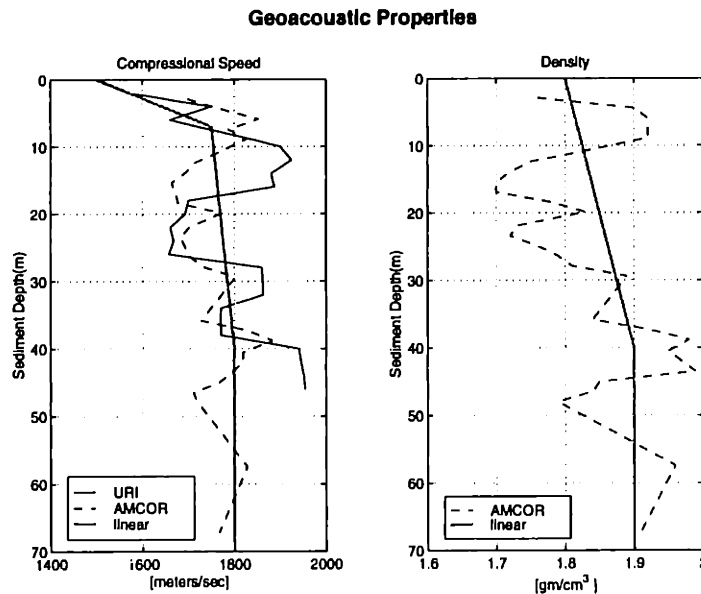 Geoacoustic Properties
Compressional Speed
0
10
20
30
40
50
60
70
Sediment Depth(m)
URI
AMCOR
linear
1400
1600
1800
2000
[meters/sec]
Density
0
10
20
30
40
50
60
70
Sediment Depth(m)
AMCOR
linear
1.6
1.7
1.8
1.9
2
[gm/cm³]